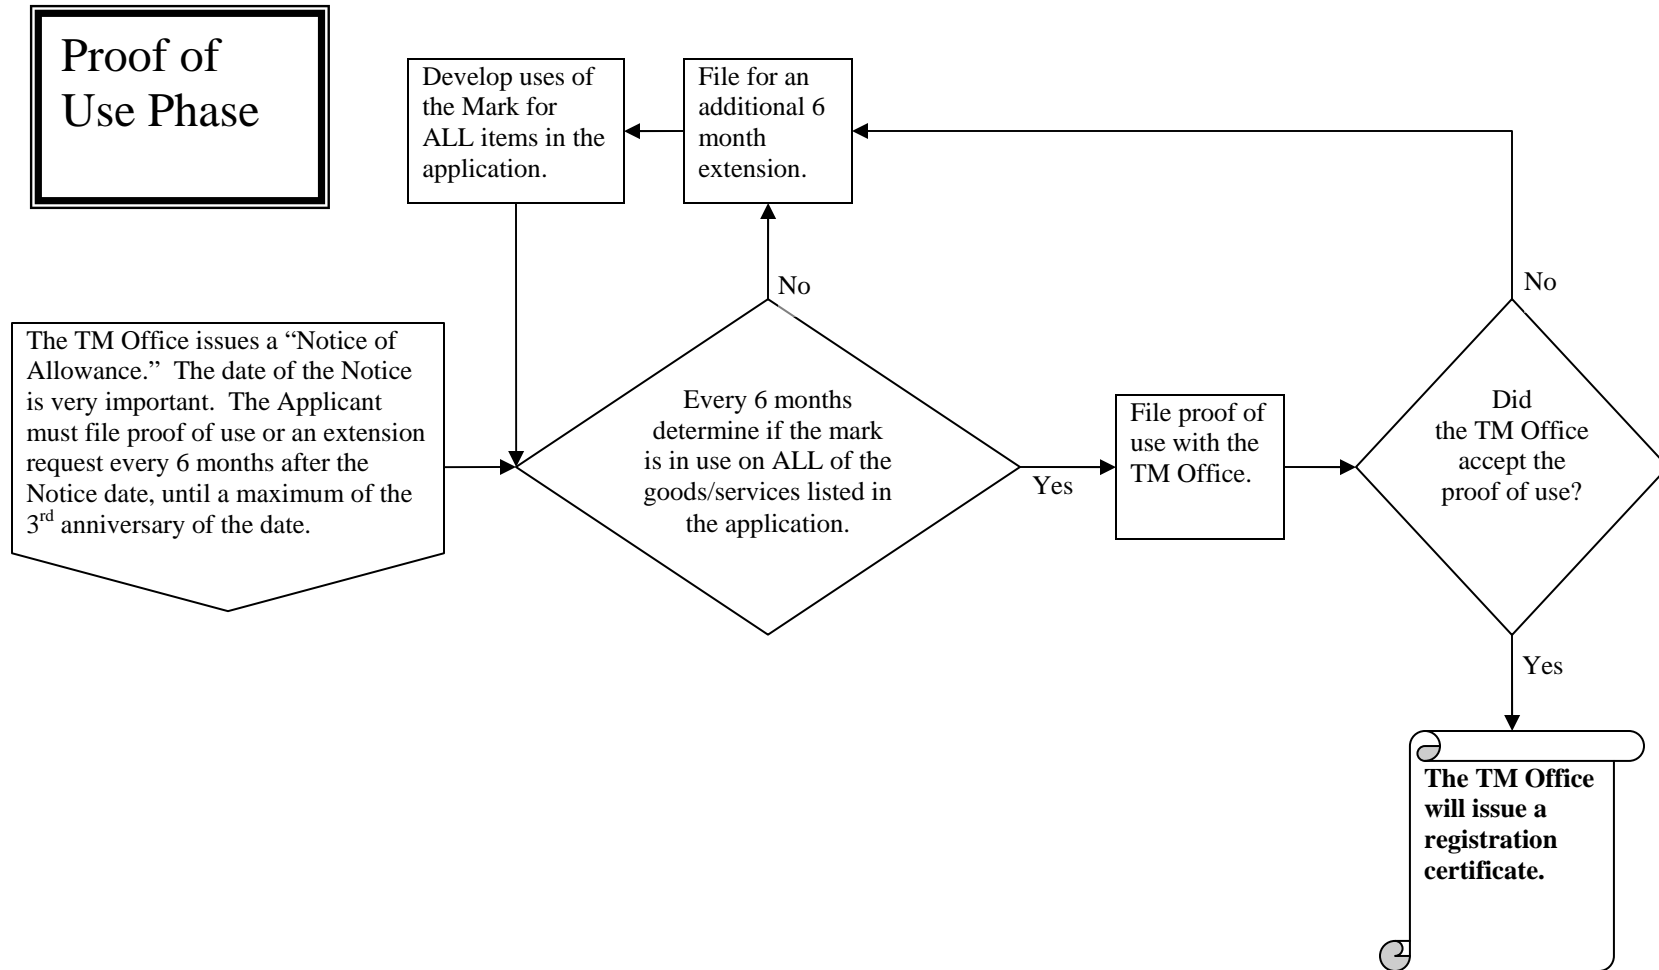 Proof of
Use Phase
Develop uses of
the Mark for
ALL items in the
application.
File for an
additional 6
month
extension.
No
No
The TM Office issues a “Notice of
Allowance.”  The date of the Notice
is very important.  The Applicant
must file proof of use or an extension
request every 6 months after the
Notice date, until a maximum of the
3rd anniversary of the date.
Every 6 months
determine if the mark
is in use on ALL of the
goods/services listed in
the application.
Yes
File proof of
use with the
TM Office.
Did
the TM Office
accept the
proof of use?
Yes
The TM Office
will issue a
registration
certificate.